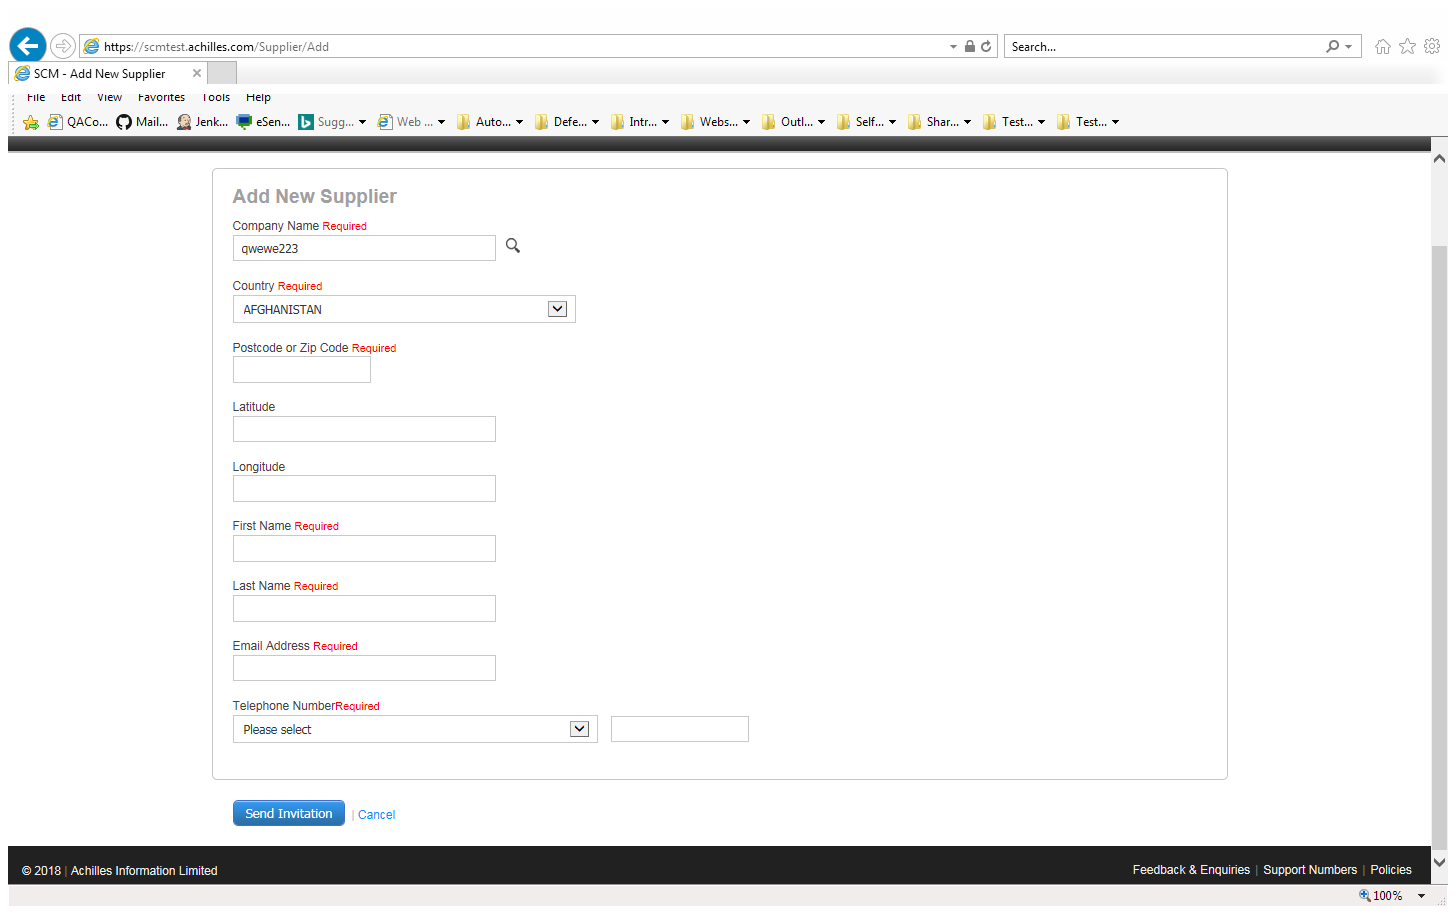 https://scmtest.achilles.com/Supplier/Add
Search...
SCM - Add New Supplier
File Edit View Favorites Tools Help
QACo... Mail... Jenk... eSen... Sugg... Web ... Auto... Defe... Intr... Webs... Outl... Self... Shar... Test... Test...
Add New Supplier
Company Name Required
qwewe223
Country Required
AFGHANISTAN
Postcode or Zip Code Required
Latitude
Longitude
First Name Required
Last Name Required
Email Address Required
Telephone NumberRequired
Please select
Send Invitation | Cancel
© 2018 | Achilles Information Limited
Feedback & Enquiries | Support Numbers | Policies
100%